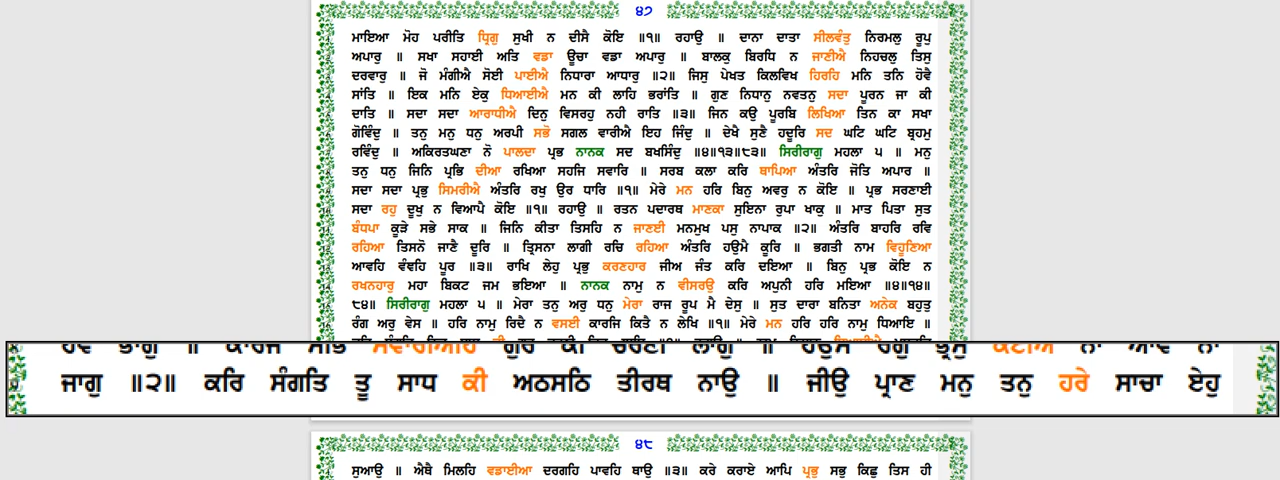 ੪੭
ਮਾਇਆ ਮੋਹ ਪਰੀਤਿ ਧ੍ਰਿਗੁ ਸੁਖੀ ਨ ਦੀਸੈ ਕੋਇ ॥੧॥ ਰਹਾਉ ॥ ਦਾਨਾ ਦਾਤਾ ਸੀਲਵੰਤੁ ਨਿਰਮਲੁ ਰੂਪੁ
ਅਪਾਰੁ ॥ ਸਖਾ ਸਹਾਈ ਅਤਿ ਵਡਾ ਊਚਾ ਵਡਾ ਅਪਾਰੁ ॥ ਬਾਲਕੁ ਬਿਰਧਿ ਨ ਜਾਣੀਐ ਨਿਹਚਲੁ ਤਿਸੁ
ਦਰਵਾਰੁ ॥ ਜੋ ਮੰਗੀਐ ਸੋਈ ਪਾਈਐ ਨਿਧਾਰਾ ਆਧਾਰੁ ॥੨॥ ਜਿਸੁ ਪੇਖਤ ਕਿਲਵਿਖ ਹਿਰਹਿ ਮਨਿ ਤਨਿ ਹੋਵੈ
ਸਾਂਤਿ ॥ ਇਕ ਮਨਿ ਏਕੁ ਧਿਆਈਐ ਮਨ ਕੀ ਲਾਹਿ ਭਰਾਂਤਿ ॥ ਗੁਣ ਨਿਧਾਨੁ ਨਵਤਨੁ ਸਦਾ ਪੂਰਨ ਜਾ ਕੀ
ਦਾਤਿ ॥ ਸਦਾ ਸਦਾ ਆਰਾਧੀਐ ਦਿਨੁ ਵਿਸਰਹੁ ਨਹੀ ਰਾਤਿ ॥੩॥ ਜਿਨ ਕਉ ਪੂਰਬਿ ਲਿਖਿਆ ਤਿਨ ਕਾ ਸਖਾ
ਗੋਵਿੰਦੁ ॥ ਤਨੁ ਮਨੁ ਧਨੁ ਅਰਪੀ ਸਭੋ ਸਗਲ ਵਾਰੀਐ ਇਹ ਜਿੰਦੁ ॥ ਦੇਖੈ ਸੁਣੈ ਹਦੂਰਿ ਸਦ ਘਟਿ ਘਟਿ ਬ੍ਰਹਮੁ
ਰਵਿੰਦੁ ॥ ਅਕਿਰਤਘਣਾ ਨੋ ਪਾਲਦਾ ਪ੍ਰਭ ਨਾਨਕ ਸਦ ਬਖਸਿੰਦੁ ॥੪॥੧੩॥੮੩॥ ਸਿਰੀਰਾਗੁ ਮਹਲਾ ੫ ॥ ਮਨੁ
ਤਨੁ ਧਨੁ ਜਿਨਿ ਪ੍ਰਭਿ ਦੀਆ ਰਖਿਆ ਸਹਜਿ ਸਵਾਰਿ ॥ ਸਰਬ ਕਲਾ ਕਰਿ ਥਾਪਿਆ ਅੰਤਰਿ ਜੋਤਿ ਅਪਾਰ ॥
ਸਦਾ ਸਦਾ ਪ੍ਰਭੁ ਸਿਮਰੀਐ ਅੰਤਰਿ ਰਖੁ ਉਰ ਧਾਰਿ ॥੧॥ ਮੇਰੇ ਮਨ ਹਰਿ ਬਿਨੁ ਅਵਰੁ ਨ ਕੋਇ ॥ ਪ੍ਰਭ ਸਰਣਾਈ
ਸਦਾ ਰਹੁ ਦੂਖੁ ਨ ਵਿਆਪੈ ਕੋਇ ॥੧॥ ਰਹਾਉ ॥ ਰਤਨ ਪਦਾਰਥ ਮਾਣਕਾ ਸੁਇਨਾ ਰੁਪਾ ਖਾਕੁ ॥ ਮਾਤ ਪਿਤਾ ਸੁਤ
ਬੰਧਪਾ ਕੂੜੇ ਸਭੇ ਸਾਕ ॥ ਜਿਨਿ ਕੀਤਾ ਤਿਸਹਿ ਨ ਜਾਣਈ ਮਨਮੁਖ ਪਸੁ ਨਾਪਾਕ ॥੨॥ ਅੰਤਰਿ ਬਾਹਰਿ ਰਵਿ
ਰਹਿਆ ਤਿਸਨੋ ਜਾਣੈ ਦੂਰਿ ॥ ਤ੍ਰਿਸਨਾ ਲਾਗੀ ਰਚਿ ਰਹਿਆ ਅੰਤਰਿ ਹਉਮੈ ਕੂਰਿ ॥ ਭਗਤੀ ਨਾਮ ਵਿਹੂਣਿਆ
ਆਵਹਿ ਵੰਞਹਿ ਪੂਰ ॥੩॥ ਰਾਖਿ ਲੇਹੁ ਪ੍ਰਭੁ ਕਰਣਹਾਰ ਜੀਅ ਜੰਤ ਕਰਿ ਦਇਆ ॥ ਬਿਨੁ ਪ੍ਰਭ ਕੋਇ ਨ
ਰਖਨਹਾਰੁ ਮਹਾ ਬਿਕਟ ਜਮ ਭਇਆ ॥ ਨਾਨਕ ਨਾਮੁ ਨ ਵੀਸਰਉ ਕਰਿ ਅਪੁਨੀ ਹਰਿ ਮਇਆ ॥੪॥੧੪॥
੮੪॥ ਸਿਰੀਰਾਗੁ ਮਹਲਾ ੫ ॥ ਮੇਰਾ ਤਨੁ ਅਰੁ ਧਨੁ ਮੇਰਾ ਰਾਜ ਰੂਪ ਮੈ ਦੇਸੁ ॥ ਸੁਤ ਦਾਰਾ ਬਨਿਤਾ ਅਨੇਕ ਬਹੁਤੁ
ਰੰਗ ਅਰੁ ਵੇਸ ॥ ਹਰਿ ਨਾਮੁ ਰਿਦੈ ਨ ਵਸਈ ਕਾਰਜਿ ਕਿਤੈ ਨ ਲੇਖਿ ॥੧॥ ਮੇਰੇ ਮਨ ਹਰਿ ਹਰਿ ਨਾਮੁ ਧਿਆਇ ॥
ਜਾਗੁ ॥੨॥ ਕਰਿ ਸੰਗਤਿ ਤੂ ਸਾਧ ਕੀ ਅਠਸਠਿ ਤੀਰਥ ਨਾਉ ॥ ਜੀਉ ਪ੍ਰਾਣ ਮਨੁ ਤਨੁ ਹਰੇ ਸਾਚਾ ਏਹੁ
੪੮
ਸੁਆਉ ॥ ਐਥੈ ਮਿਲਹਿ ਵਡਾਈਆ ਦਰਗਹਿ ਪਾਵਹਿ ਥਾਉ ॥੩॥ ਕਰੇ ਕਰਾਏ ਆਪਿ ਪ੍ਰਭੁ ਸਭੁ ਕਿਛੁ ਤਿਸ ਹੀ